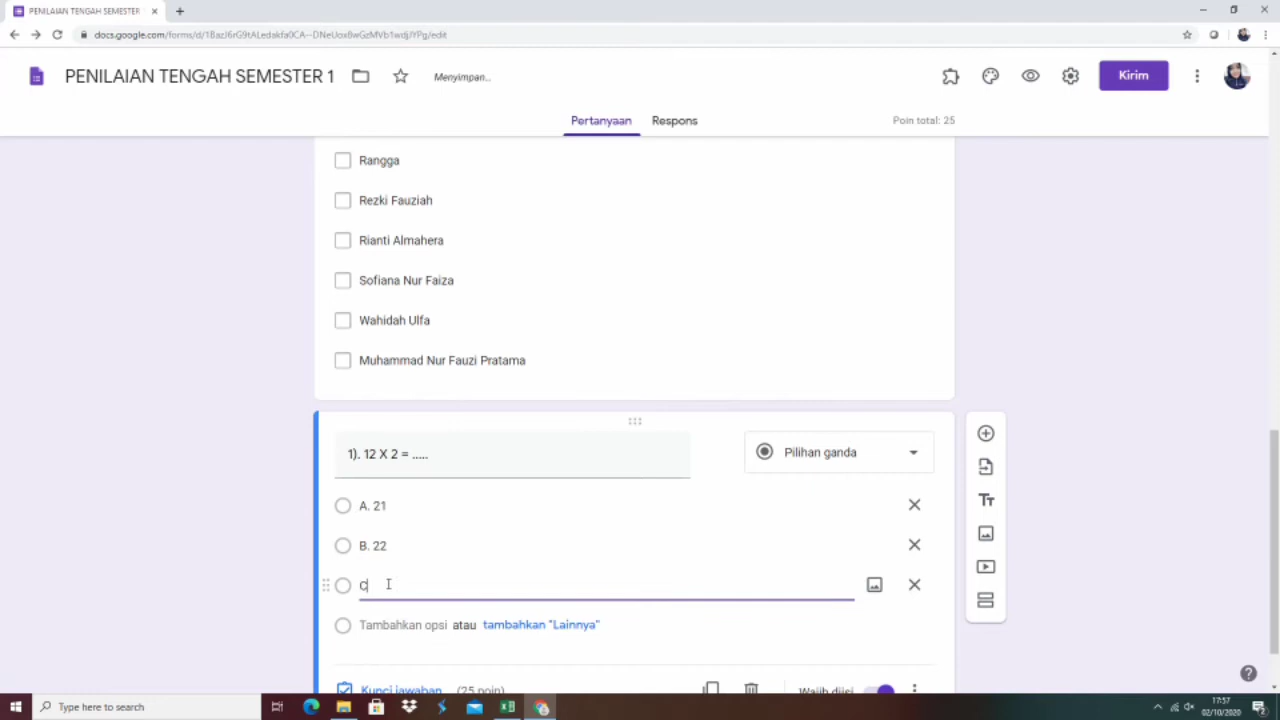 PENILAIAN TENGAH SEMESTER
docs.google.com/forms/d/1BazJ6rG9tALedakfa0CA--DNeUox8wGzMVb1wdjJYPg/edit
PENILAIAN TENGAH SEMESTER 1
Menyimpan...
Kirim
Pertanyaan
Respons
Poin total: 25
Rangga
Rezki Fauziah
Rianti Almahera
Sofiana Nur Faiza
Wahidah Ulfa
Muhammad Nur Fauzi Pratama
1). 12 X 2 = .....
Pilihan ganda
A. 21
B. 22
C
Tambahkan opsi atau tambahkan "Lainnya"
Kunci jawaban (25 poin)
Wajib diisi
Type here to search
17:57
02/10/2020